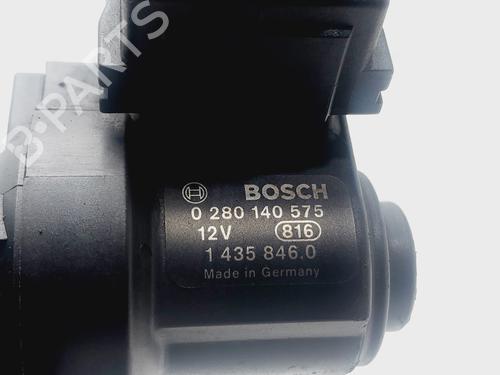 B-PARTS
BOSCH
0 280 140 575
12V 816
1 435 846.0
Made in Germany